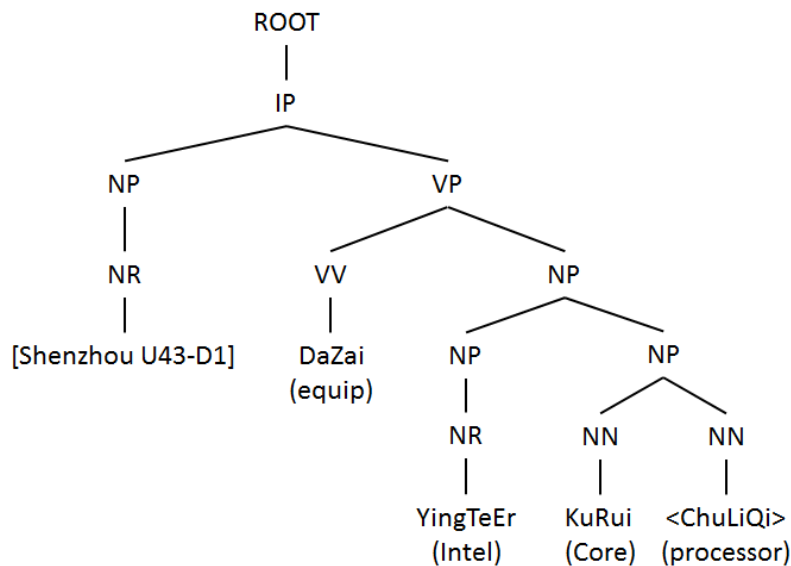 ROOT
IP
NP VP
NR VV NP
[Shenzhou U43-D1] DaZai NP NP
(equip)
NR NN NN
YingTeEr KuRui <ChuLiQi>
(Intel) (Core) (processor)